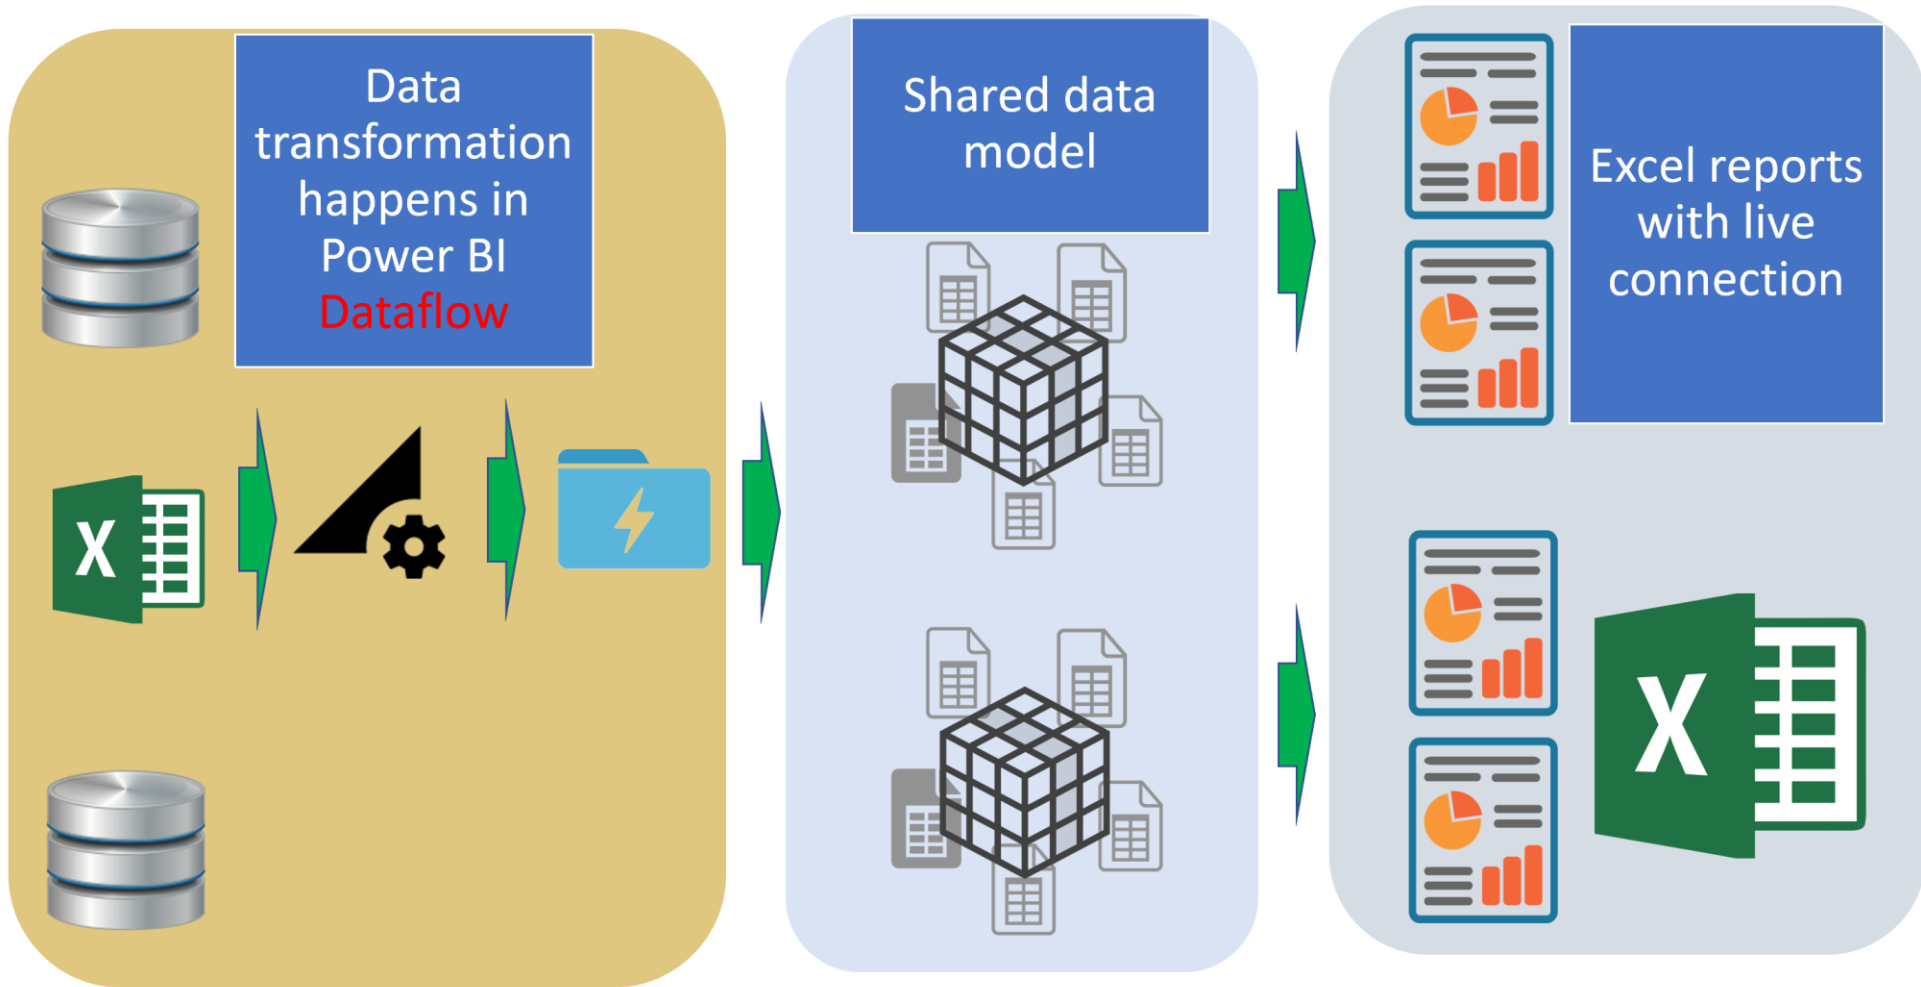 Data
transformation
happens in
Power BI
Dataflow
Shared data
model
Excel reports
with live
connection
X
X